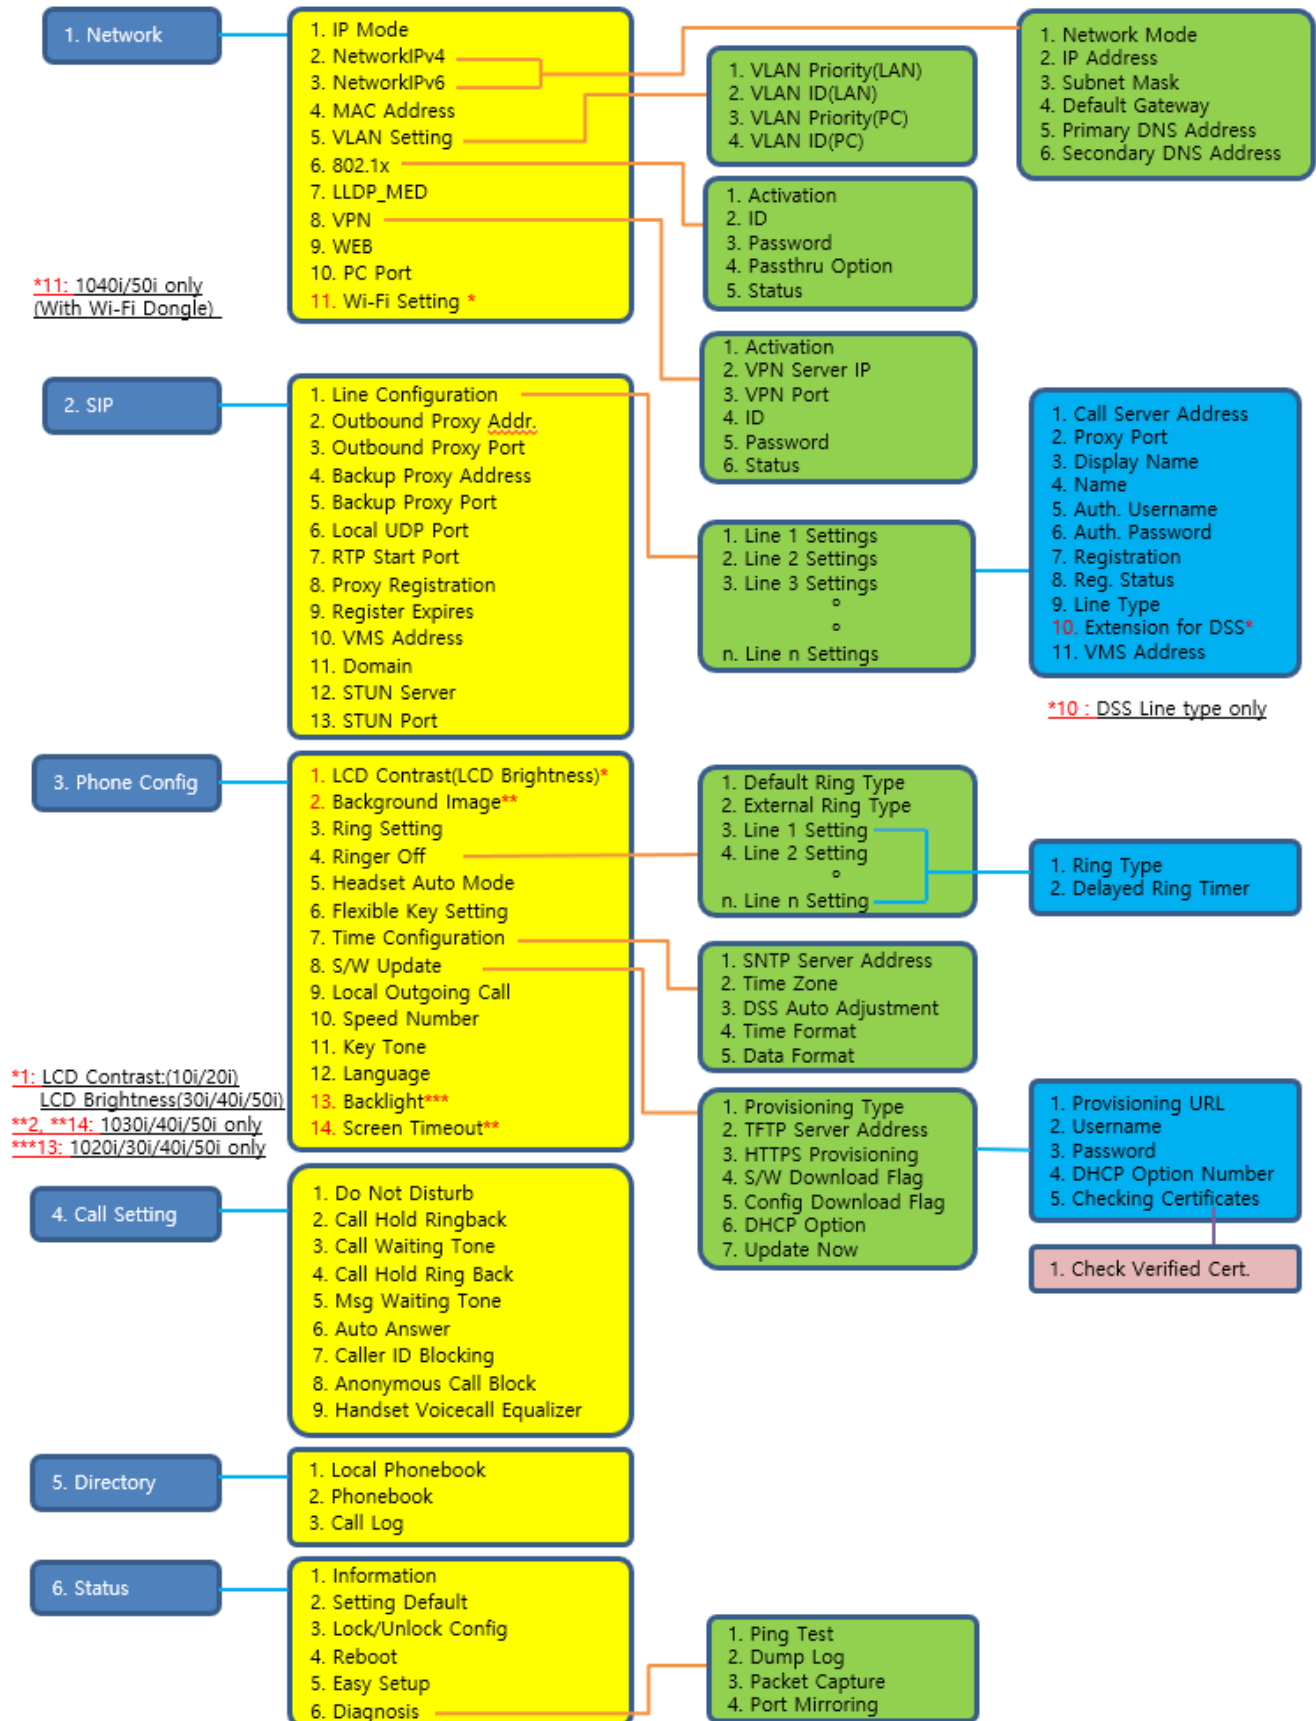 1. Network
1. IP Mode
2. NetworkIPv4
3. NetworkIPv6
4. MAC Address
5. VLAN Setting
6. 802.1x
7. LLDP_MED
8. VPN
9. WEB
10. PC Port
11. Wi-Fi Setting *
1. VLAN Priority(LAN)
2. VLAN ID(LAN)
3. VLAN Priority(PC)
4. VLAN ID(PC)
1. Network Mode
2. IP Address
3. Subnet Mask
4. Default Gateway
5. Primary DNS Address
6. Secondary DNS Address
1. Activation
2. ID
3. Password
4. Passthru Option
5. Status
*11: 1040i/50i only
(With Wi-Fi Dongle)
1. Activation
2. VPN Server IP
3. VPN Port
4. ID
5. Password
6. Status
2. SIP
1. Line Configuration
2. Outbound Proxy Addr.
3. Outbound Proxy Port
4. Backup Proxy Address
5. Backup Proxy Port
6. Local UDP Port
7. RTP Start Port
8. Proxy Registration
9. Register Expires
10. VMS Address
11. Domain
12. STUN Server
13. STUN Port
1. Line 1 Settings
2. Line 2 Settings
3. Line 3 Settings
n. Line n Settings
1. Call Server Address
2. Proxy Port
3. Display Name
4. Name
5. Auth. Username
6. Auth. Password
7. Registration
8. Reg. Status
9. Line Type
10. Extension for DSS*
11. VMS Address
*10 : DSS Line type only
3. Phone Config
1. LCD Contrast(LCD Brightness)*
2. Background Image**
3. Ring Setting
4. Ringer Off
5. Headset Auto Mode
6. Flexible Key Setting
7. Time Configuration
8. S/W Update
9. Local Outgoing Call
10. Speed Number
11. Key Tone
12. Language
13. Backlight***
14. Screen Timeout**
1. Default Ring Type
2. External Ring Type
3. Line 1 Setting
4. Line 2 Setting
n. Line n Setting
1. Ring Type
2. Delayed Ring Timer
1. SNTP Server Address
2. Time Zone
3. DSS Auto Adjustment
4. Time Format
5. Data Format
*1: LCD Contrast:(10i/20i)
LCD Brightness(30i/40i/50i)
**2, **14: 1030i/40i/50i only
***13: 1020i/30i/40i/50i only
1. Provisioning Type
2. TFTP Server Address
3. HTTPS Provisioning
4. S/W Download Flag
5. Config Download Flag
6. DHCP Option
7. Update Now
1. Provisioning URL
2. Username
3. Password
4. DHCP Option Number
5. Checking Certificates
1. Check Verified Cert.
4. Call Setting
1. Do Not Disturb
2. Call Hold Ringback
3. Call Waiting Tone
4. Call Hold Ring Back
5. Msg Waiting Tone
6. Auto Answer
7. Caller ID Blocking
8. Anonymous Call Block
9. Handset Voicecall Equalizer
5. Directory
1. Local Phonebook
2. Phonebook
3. Call Log
6. Status
1. Information
2. Setting Default
3. Lock/Unlock Config
4. Reboot
5. Easy Setup
6. Diagnosis
1. Ping Test
2. Dump Log
3. Packet Capture
4. Port Mirroring